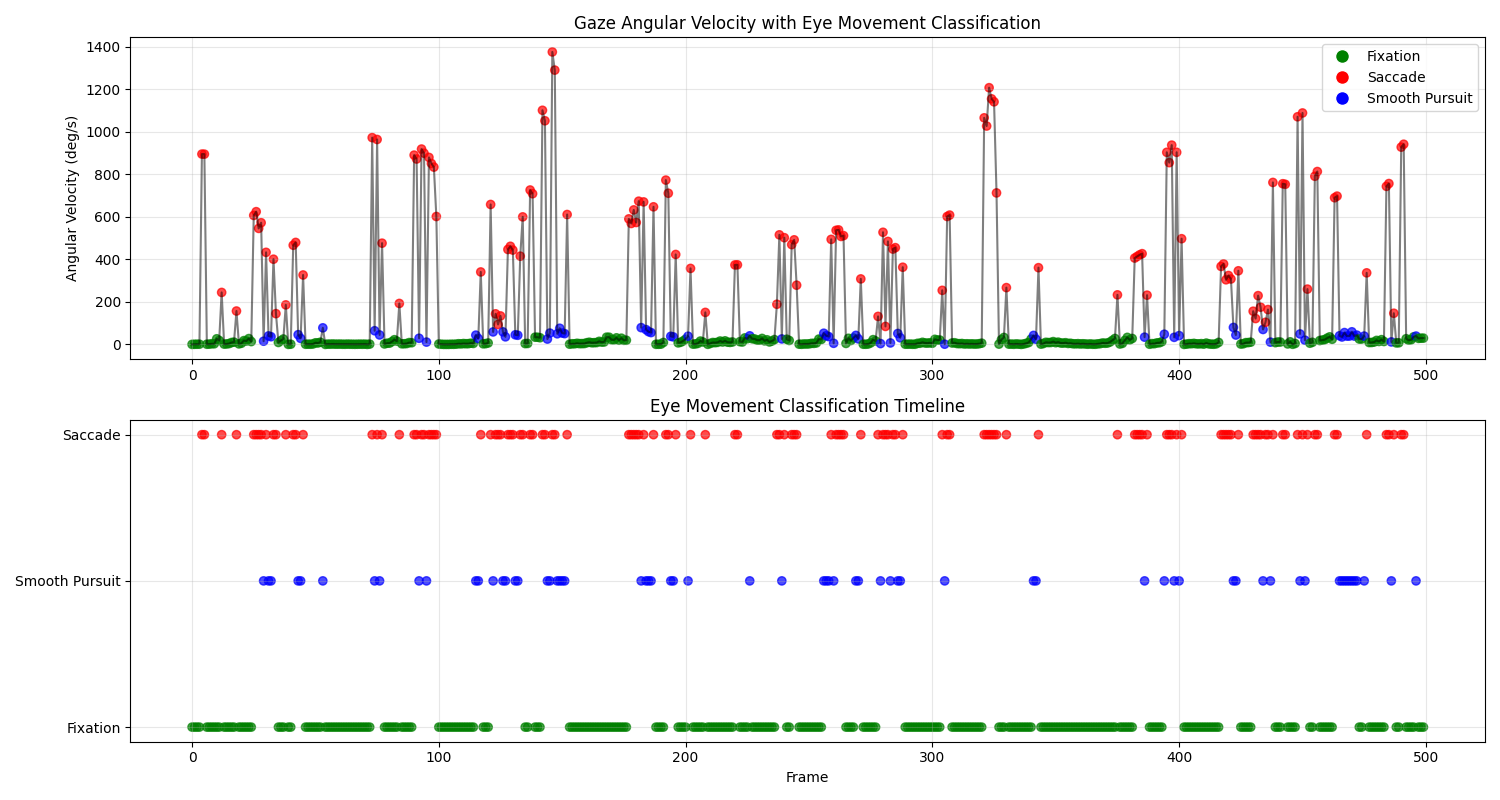 Gaze Angular Velocity with Eye Movement Classification
Angular Velocity (deg/s)
1400
1200
1000
800
600
400
200
0
0 100 200 300 400 500
Fixation
Saccade
Smooth Pursuit
Eye Movement Classification Timeline
Saccade
Smooth Pursuit
Fixation
0 100 200 300 400 500
Frame